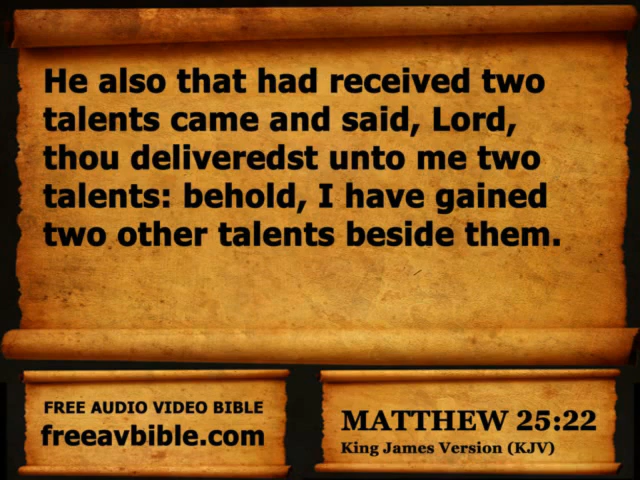 He also that had received two
talents came and said, Lord,
thou deliveredst unto me two
talents: behold, I have gained
two other talents beside them.
FREE AUDIO VIDEO BIBLE
freeavbible.com
MATTHEW 25:22
King James Version (KJV)